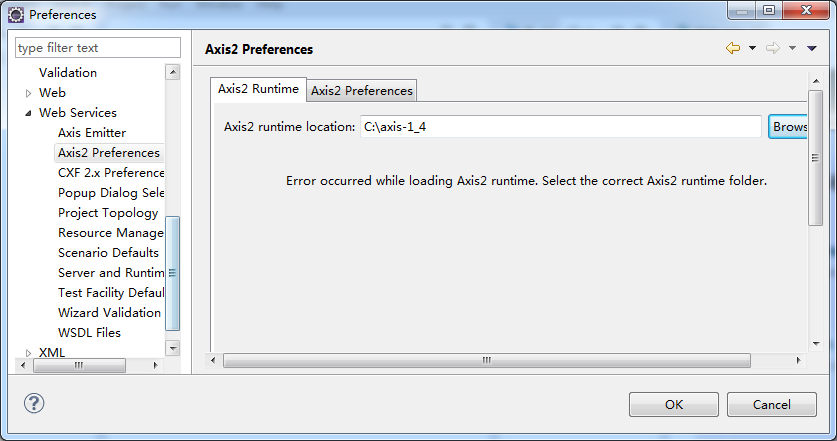 Preferences
type filter text
Validation
Web
Web Services
Axis Emitter
Axis2 Preferences
CXF 2.x Preference
Popup Dialog Sele
Project Topology
Resource Manage
Scenario Defaults
Server and Runtim
Test Facility Defaul
Wizard Validation
WSDL Files
XML
Axis2 Preferences
Axis2 Runtime
Axis2 Preferences
Axis2 runtime location: C:\axis-1_4 Brows
Error occurred while loading Axis2 runtime. Select the correct Axis2 runtime folder.
OK
Cancel